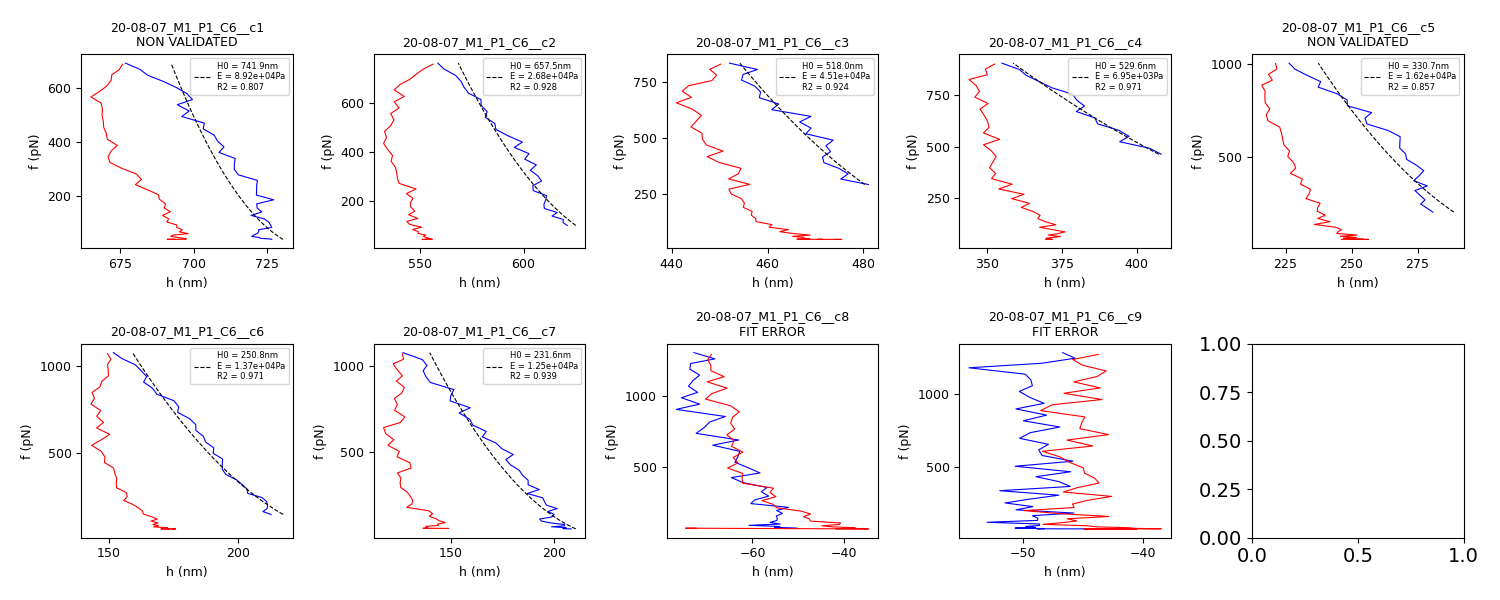 20-08-07_M1_P1_C6__c1
NON VALIDATED
H0 = 741.9nm
E = 8.92e+04Pa
R2 = 0.807
600
400
200
f (pN)
675
700
725
h (nm)
20-08-07_M1_P1_C6__c2
H0 = 657.5nm
E = 2.68e+04Pa
R2 = 0.928
600
400
200
f (pN)
550
600
h (nm)
20-08-07_M1_P1_C6__c3
H0 = 518.0nm
E = 4.51e+04Pa
R2 = 0.924
750
500
250
f (pN)
440
460
480
h (nm)
20-08-07_M1_P1_C6__c4
H0 = 529.6nm
E = 6.95e+03Pa
R2 = 0.971
750
500
250
f (pN)
350
375
400
h (nm)
20-08-07_M1_P1_C6__c5
NON VALIDATED
H0 = 330.7nm
E = 1.62e+04Pa
R2 = 0.857
1000
500
f (pN)
225
250
275
h (nm)
20-08-07_M1_P1_C6__c6
H0 = 250.8nm
E = 1.37e+04Pa
R2 = 0.971
1000
500
f (pN)
150
200
h (nm)
20-08-07_M1_P1_C6__c7
H0 = 231.6nm
E = 1.25e+04Pa
R2 = 0.939
1000
500
f (pN)
150
200
h (nm)
20-08-07_M1_P1_C6__c8
FIT ERROR
1000
500
f (pN)
−60
−40
h (nm)
20-08-07_M1_P1_C6__c9
FIT ERROR
1000
500
f (pN)
−50
−40
h (nm)
1.00
0.75
0.50
0.25
0.00
0.0
0.5
1.0